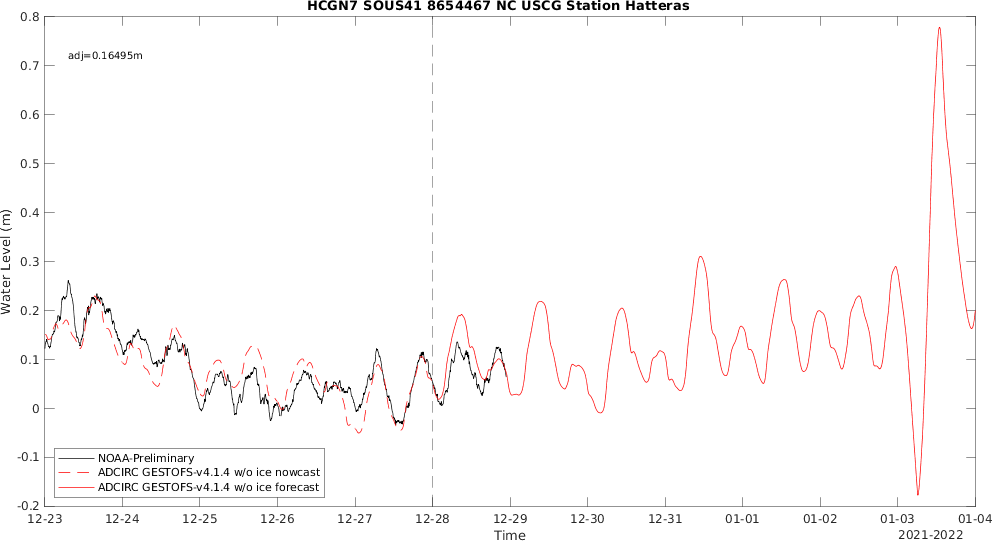 HCGN7 SOUS41 8654467 NC USCG Station Hatteras
adj=0.16495m
0.8
0.7
0.6
0.5
0.4
0.3
0.2
0.1
0
-0.1
-0.2
Water Level (m)
NOAA-Preliminary
ADCIRC GESTOFS-v4.1.4 w/o ice nowcast
ADCIRC GESTOFS-v4.1.4 w/o ice forecast
12-23 12-24 12-25 12-26 12-27 12-28 12-29 12-30 12-31 01-01 01-02 01-03 01-04
Time
2021-2022